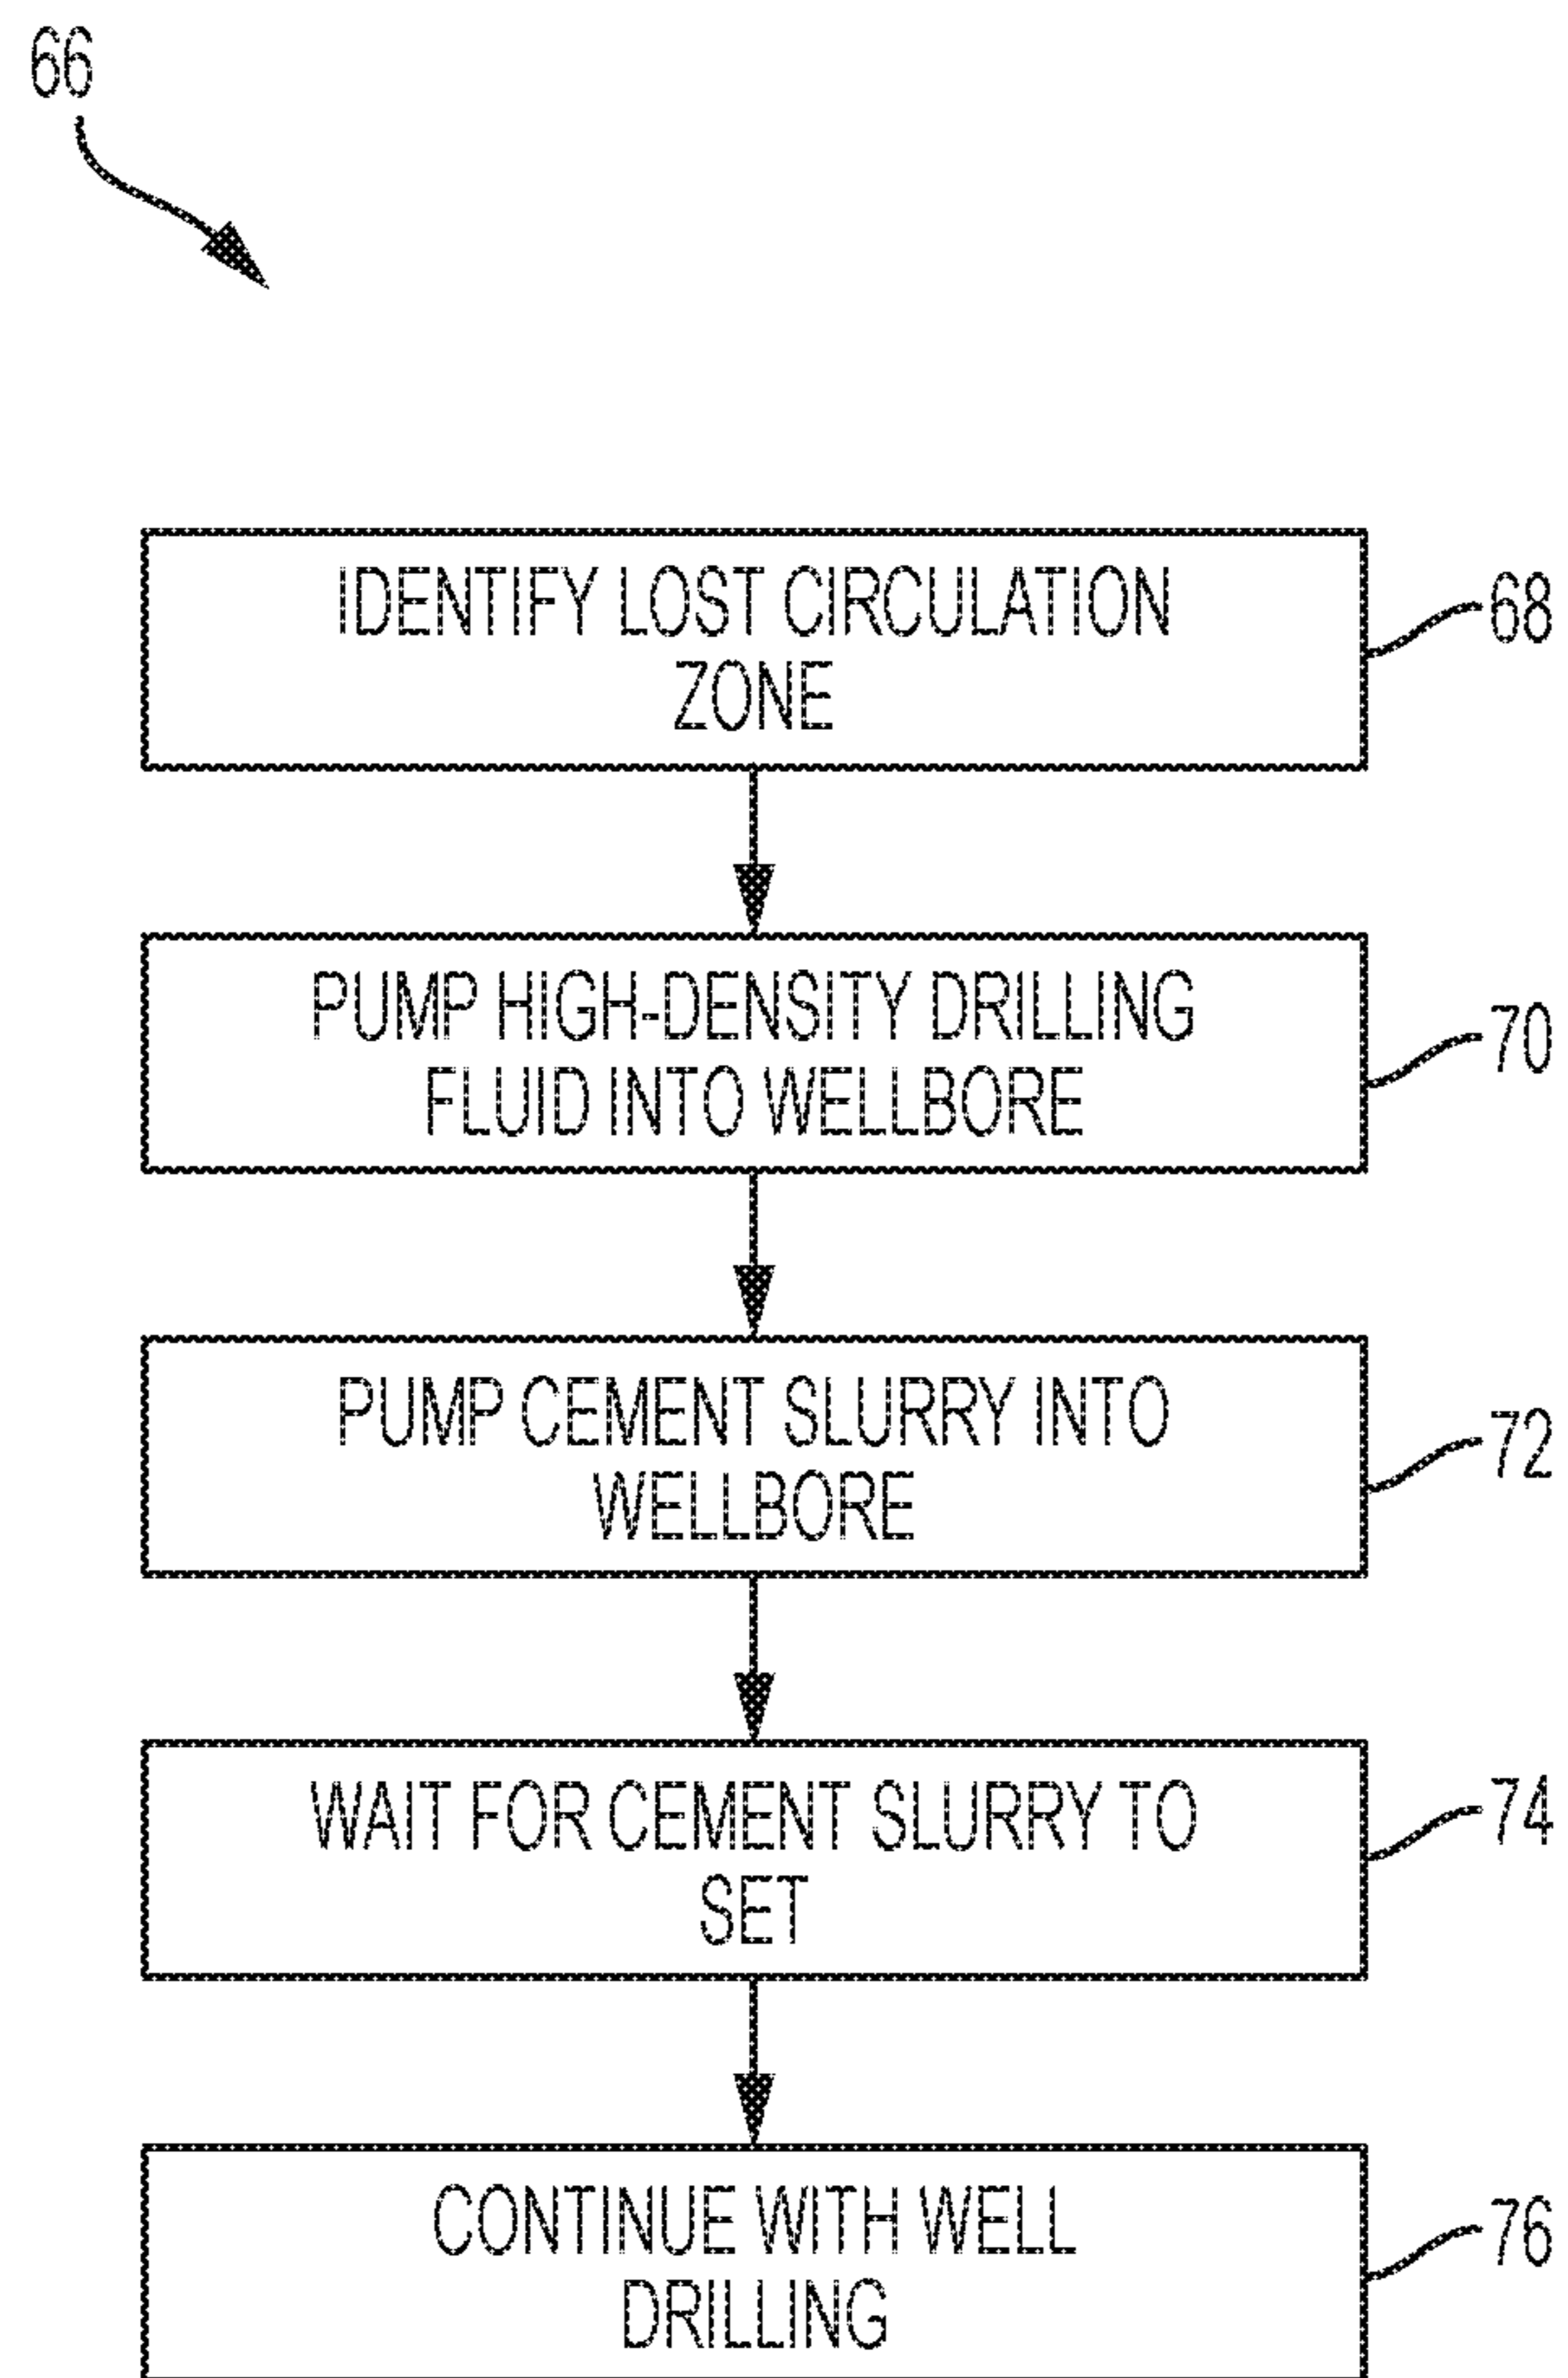 66
IDENTIFY LOST CIRCULATION
ZONE
68
PUMP HIGH-DENSITY DRILLING
FLUID INTO WELLBORE
70
PUMP CEMENT SLURRY INTO
WELLBORE
72
WAIT FOR CEMENT SLURRY TO
SET
74
CONTINUE WITH WELL
DRILLING
76